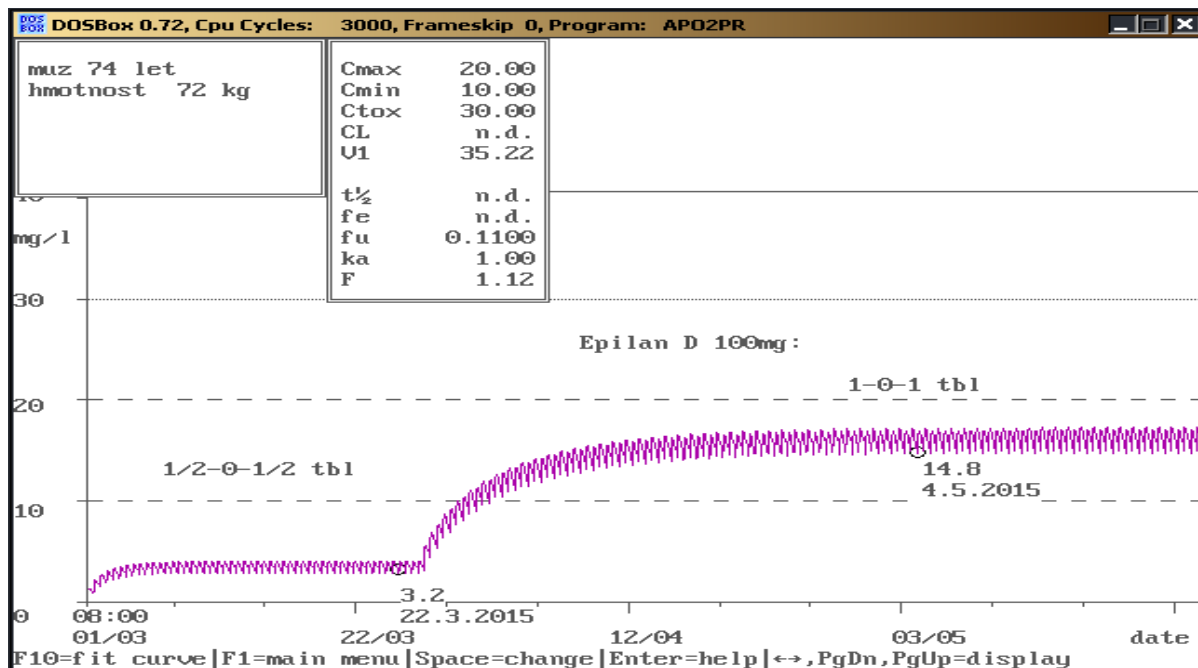 DOSBox 0.72, Cpu Cycles: 3000, Frameskip 0, Program: APO2PR
muz 74 let
hmotnost 72 kg
Cmax 20.00
Cmin 10.00
Ctox 30.00
CL n.d.
V1 35.22
t½ n.d.
fe n.d.
fu 0.1100
ka 1.00
F 1.12
mg/l
30
Epilan D 100mg:
1-0-1 tbl
20
1/2-0-1/2 tbl
14.8
4.5.2015
10
3.2
0 08:00 22.3.2015
01/03 22/03 12/04 03/05 date
F10=fit curve|F1=main menu|Space=change|Enter=help|←→,PgDn,PgUp=display